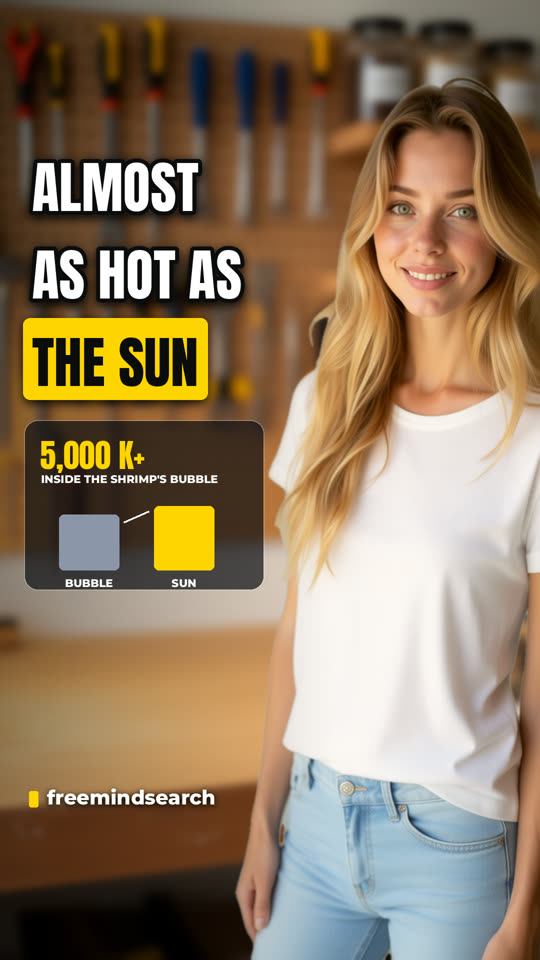 ALMOST
AS HOT AS
THE SUN
5,000 K+
INSIDE THE SHRIMP'S BUBBLE
BUBBLE
SUN
freemindsearch